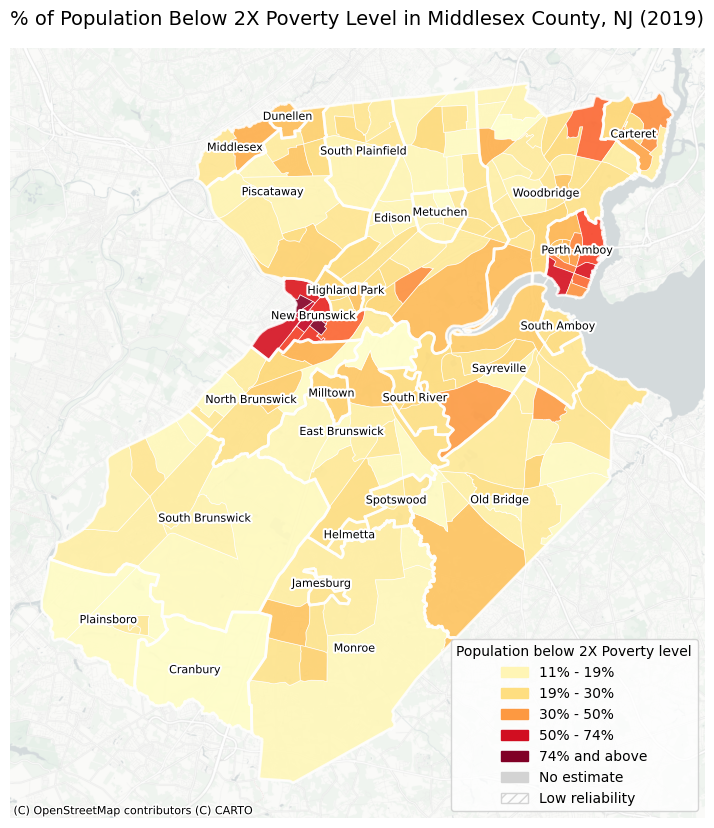 % of Population Below 2X Poverty Level in Middlesex County, NJ (2019)
Dunellen
Carteret
Middlesex
South Plainfield
Piscataway
Woodbridge
Metuchen
Edison
Perth Amboy
Highland Park
New Brunswick
South Amboy
Sayreville
Milltown
South River
North Brunswick
East Brunswick
Spotswood
Old Bridge
South Brunswick
Helmetta
Jamesburg
Plainsboro
Monroe
Cranbury
Population below 2X Poverty level
11% - 19%
19% - 30%
30% - 50%
50% - 74%
74% and above
No estimate
Low reliability
(C) OpenStreetMap contributors (C) CARTO